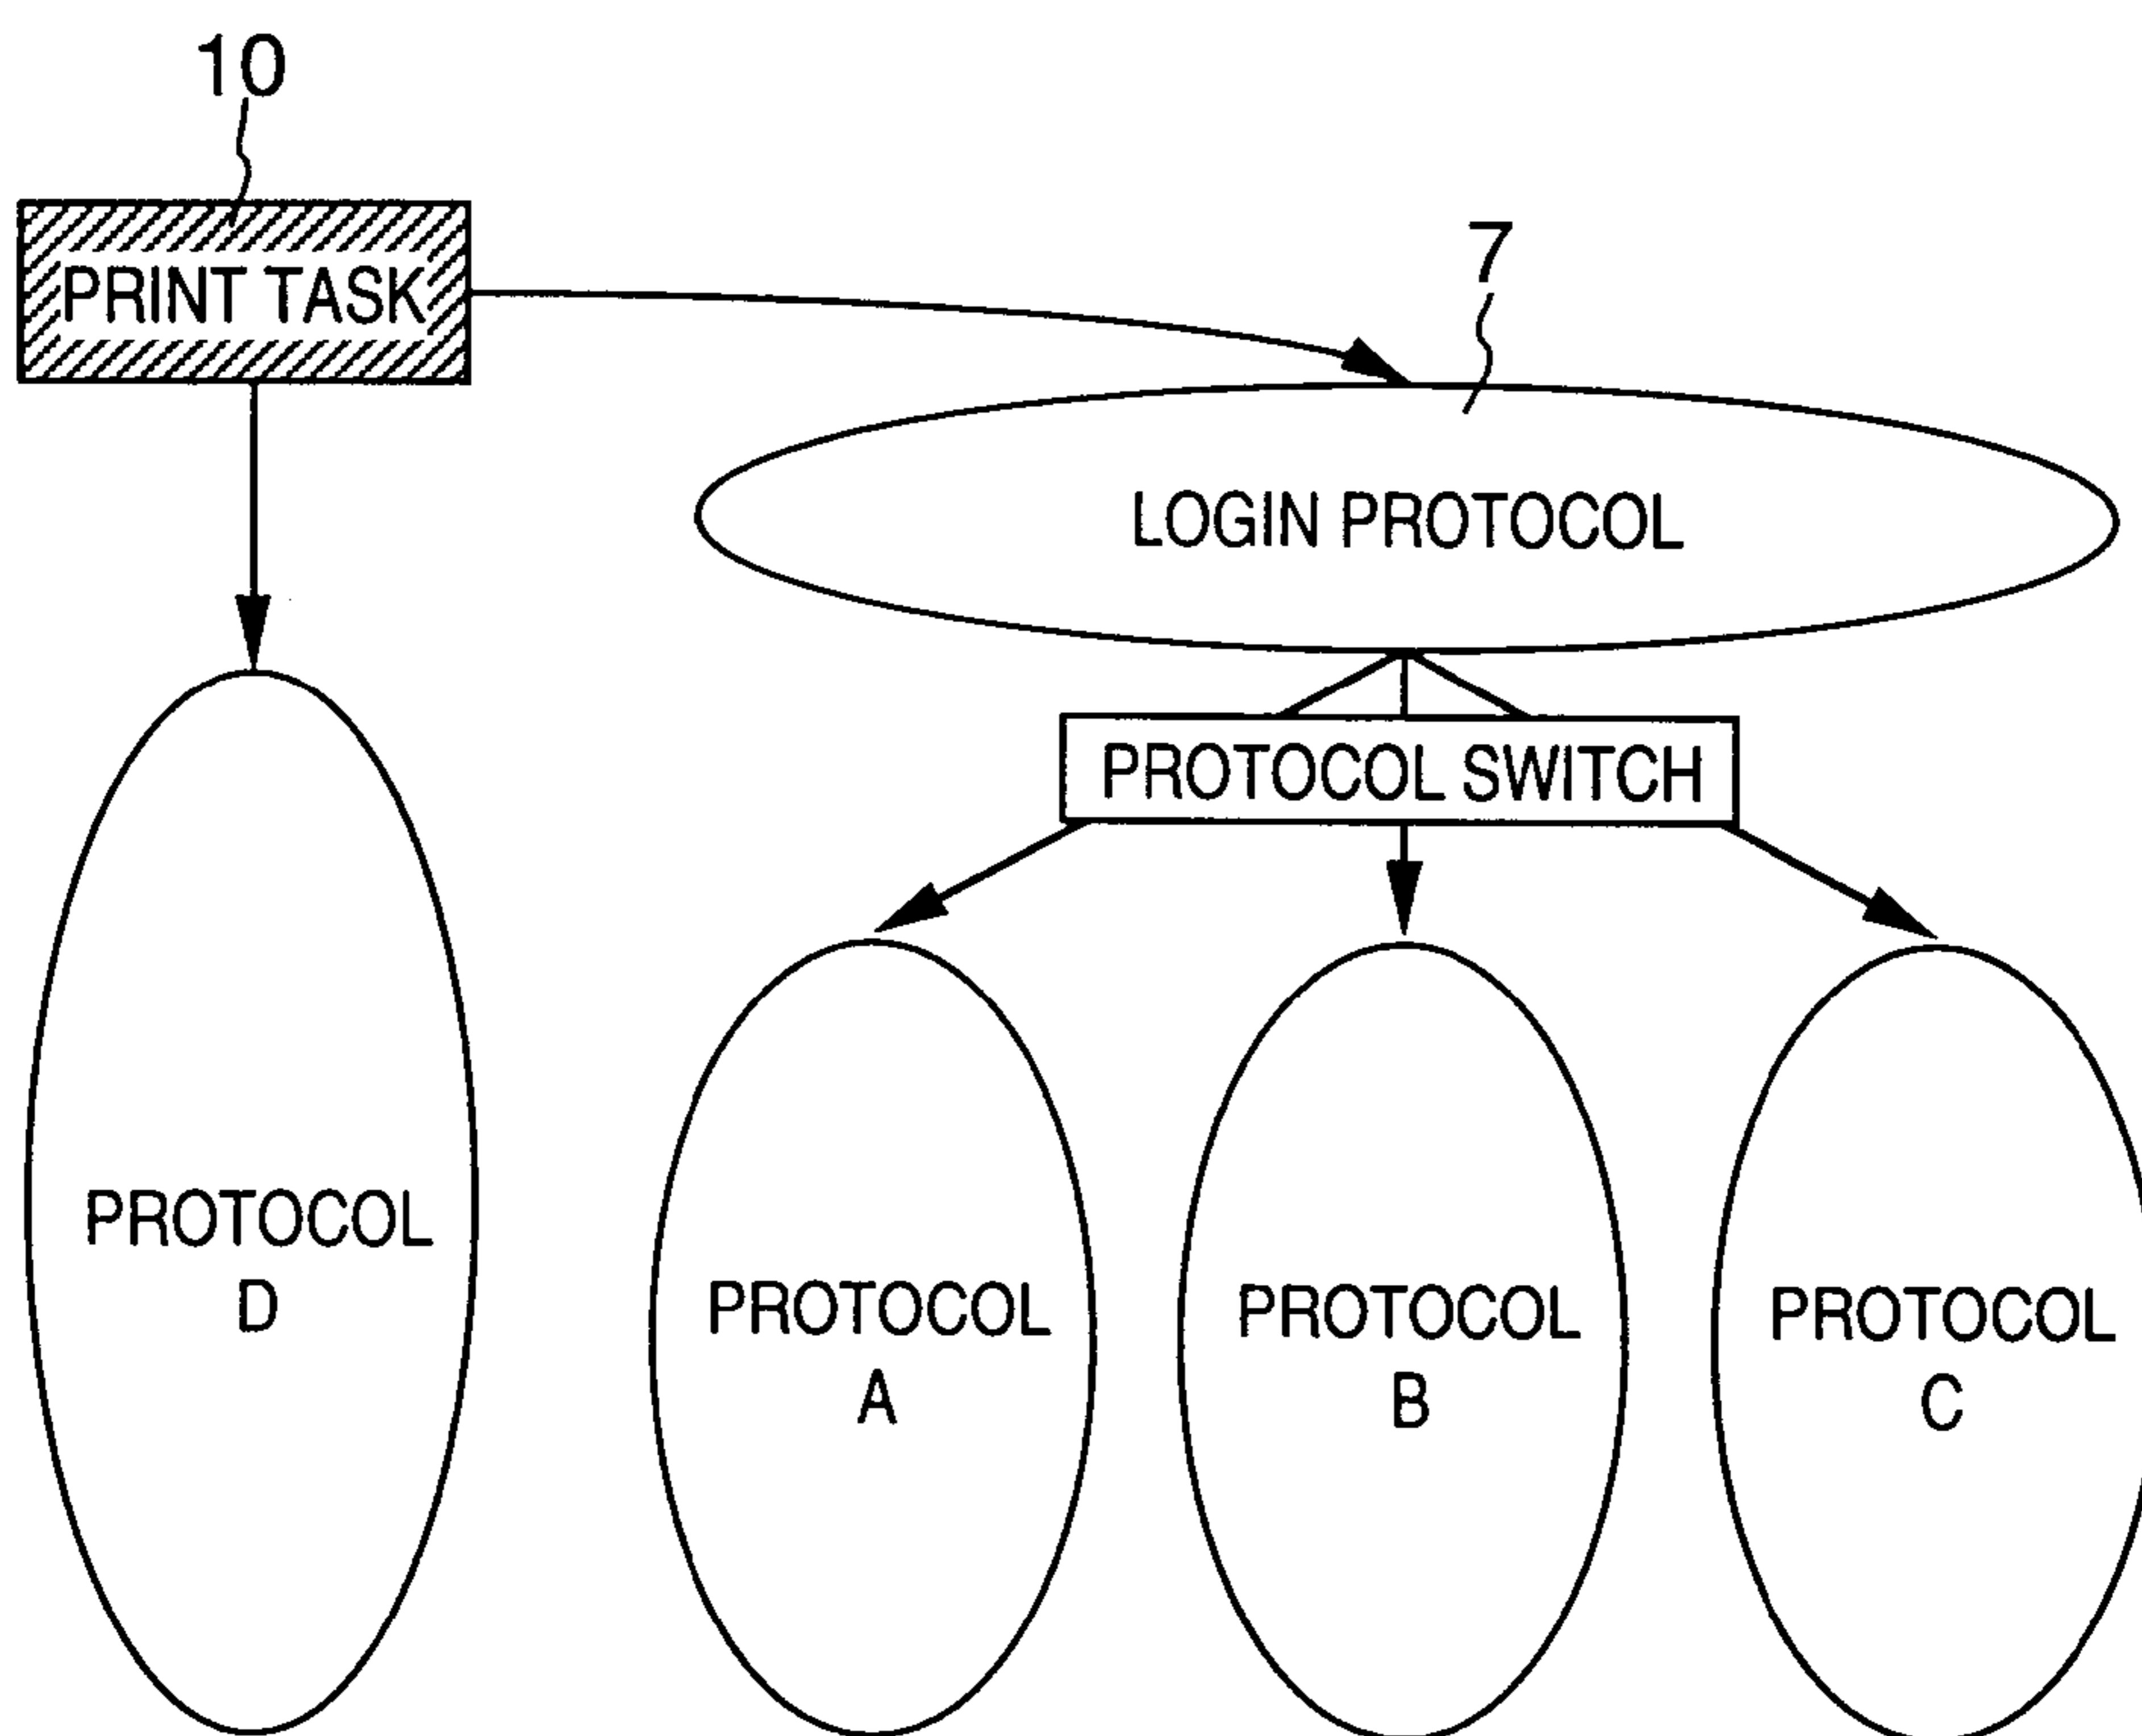 10
PRINT TASK
7
LOGIN PROTOCOL
PROTOCOL SWITCH
PROTOCOL
D
PROTOCOL
A
PROTOCOL
B
PROTOCOL
C